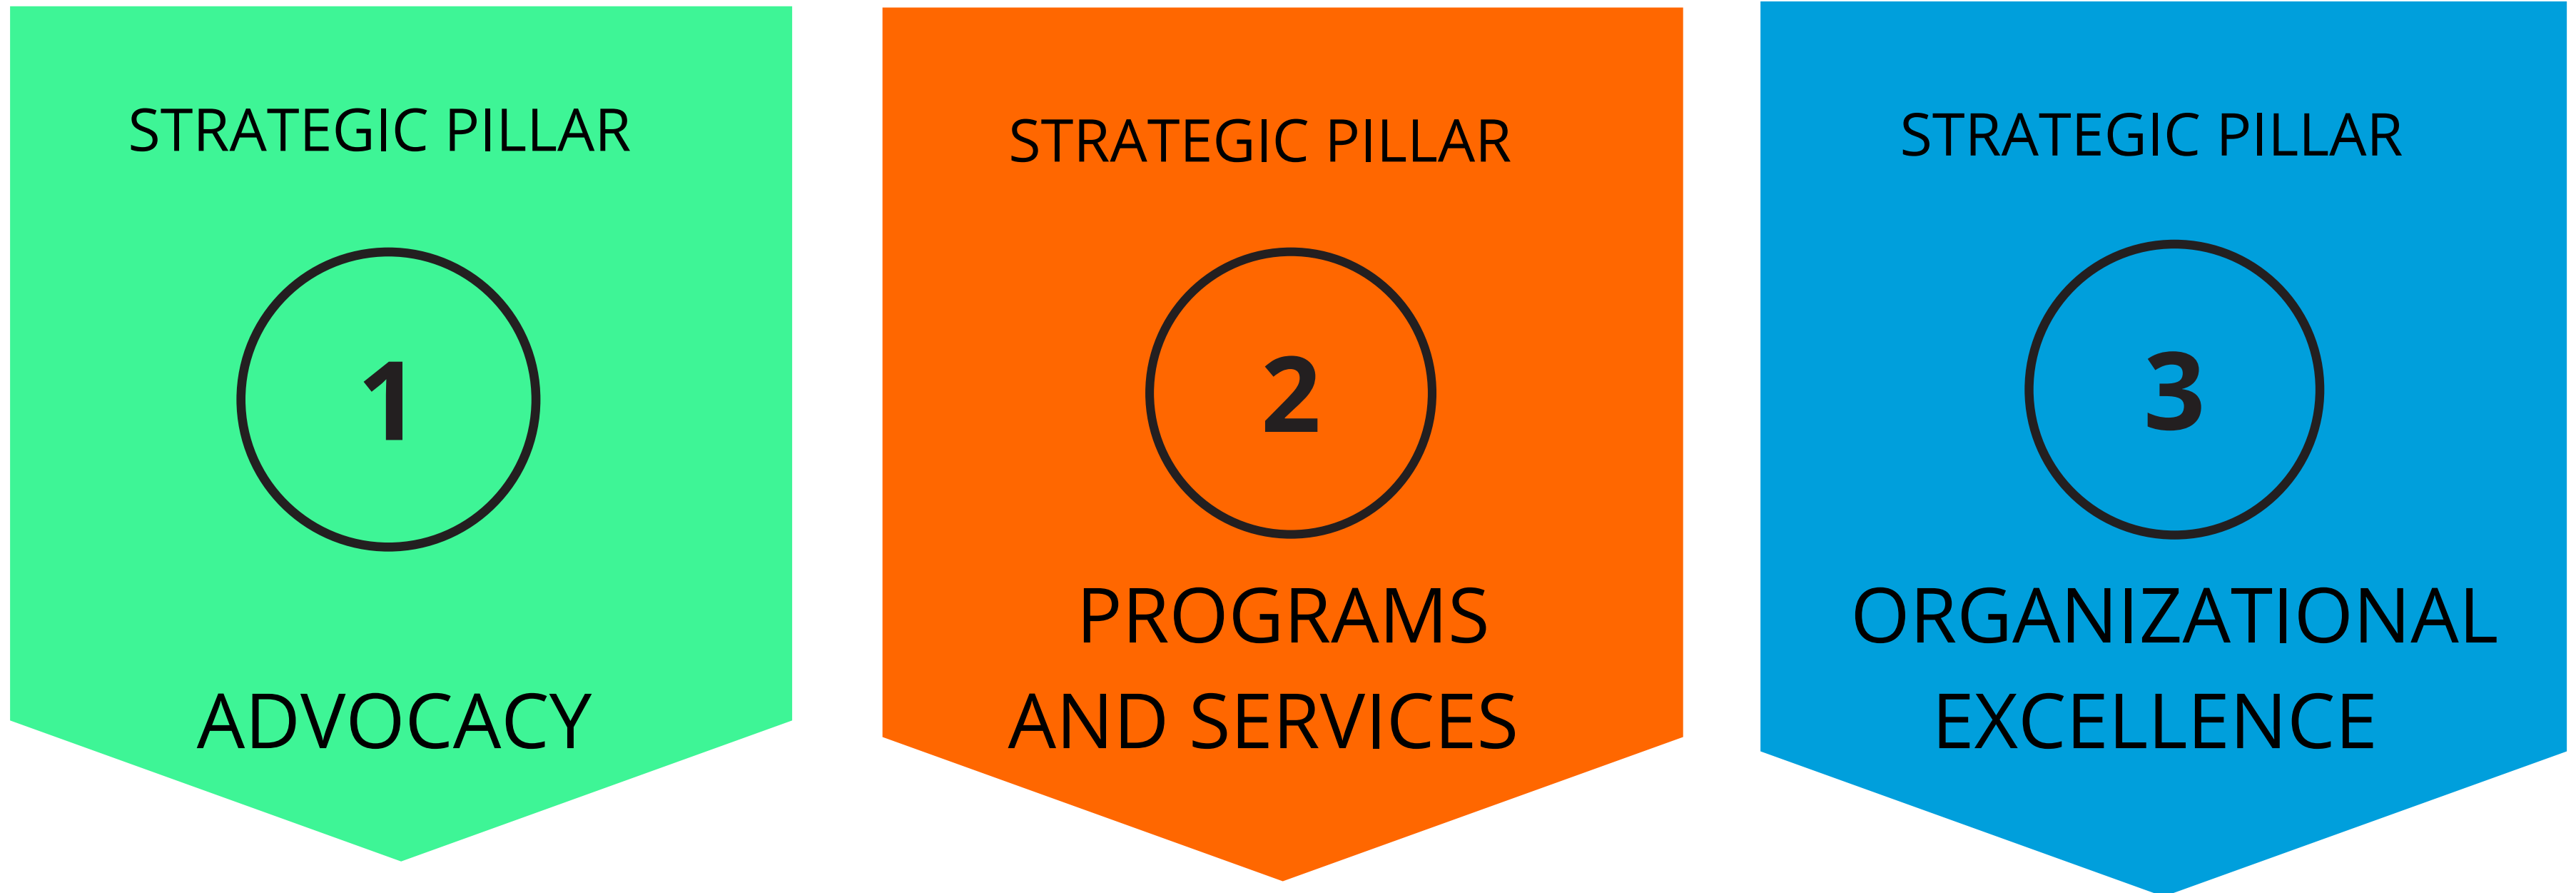 STRATEGIC PILLAR
1
ADVOCACY
STRATEGIC PILLAR
2
PROGRAMS
AND SERVICES
STRATEGIC PILLAR
3
ORGANIZATIONAL
EXCELLENCE